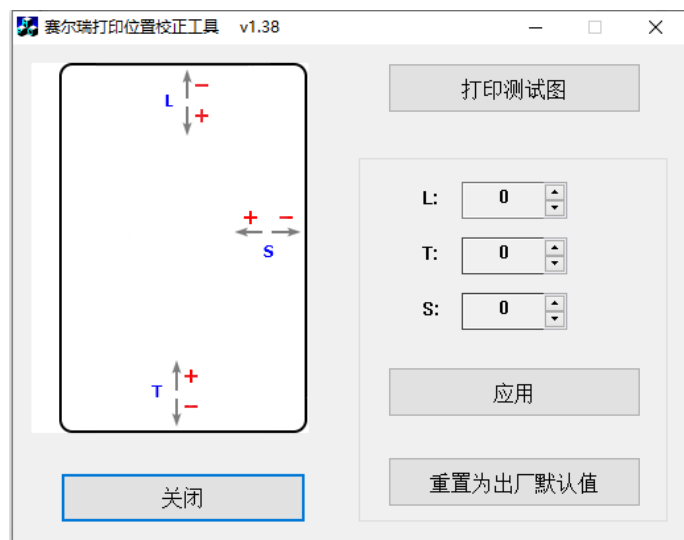 赛尔瑞打印位置校正工具 v1.38
L
−
+
打印测试图
L: 0
+ −
S
T: 0
S: 0
T
+
−
应用
关闭
重置为出厂默认值